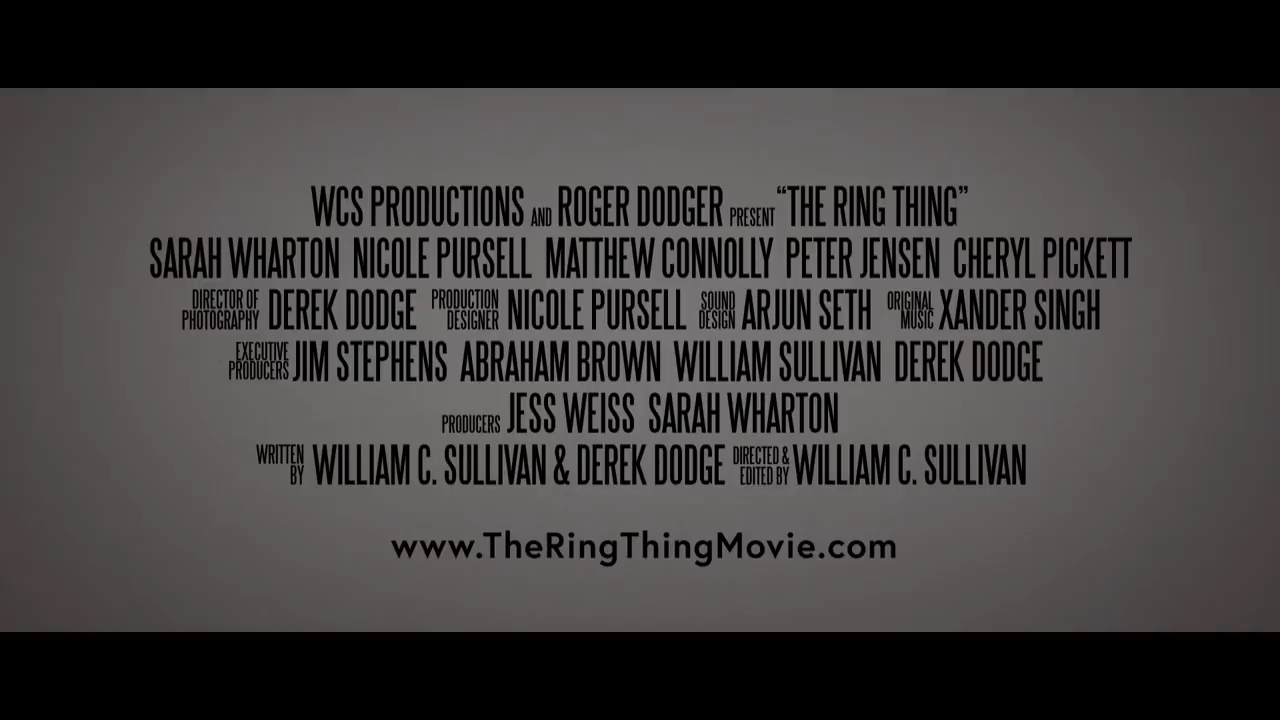 WCS PRODUCTIONS AND ROGER DODGER PRESENT “THE RING THING”
SARAH WHARTON NICOLE PURSELL MATTHEW CONNOLLY PETER JENSEN CHERYL PICKETT
DIRECTOR OF PHOTOGRAPHY DEREK DODGE PRODUCTION DESIGNER NICOLE PURSELL SOUND DESIGN ARJUN SETH ORIGINAL MUSIC XANDER SINGH
EXECUTIVE PRODUCERS JIM STEPHENS ABRAHAM BROWN WILLIAM SULLIVAN DEREK DODGE
PRODUCERS JESS WEISS SARAH WHARTON
WRITTEN BY WILLIAM C. SULLIVAN & DEREK DODGE DIRECTED & EDITED BY WILLIAM C. SULLIVAN
www.TheRingThingMovie.com